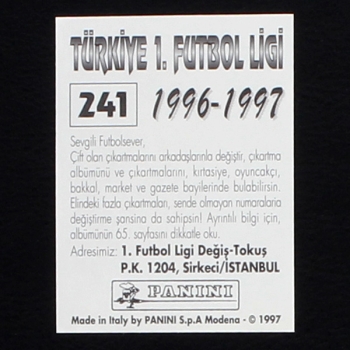 TÜRKİYE 1. FUTBOL LİGİ
241 1996-1997
Sevgili Futbolsever,
Çift olan çıkartmalarını arkadaşlarınla değiştir, çıkartma
albümünü ve çıkartmalarını, kırtasiye, oyuncakçı,
bakkal, market ve gazete bayilerinde bulabilirsin.
Elindeki fazla çıkartmaları, sende olmayan numaralarla
değiştirme şansına da sahipsin! Ayrıntılı bilgi için,
albümünün 65. sayfasını dikkatle oku.
Adresimiz: 1. Futbol Ligi Değiş-Tokuş
P.K. 1204, Sirkeci/İSTANBUL
PANINI
Made in Italy by PANINI S.p.A Modena - © 1997